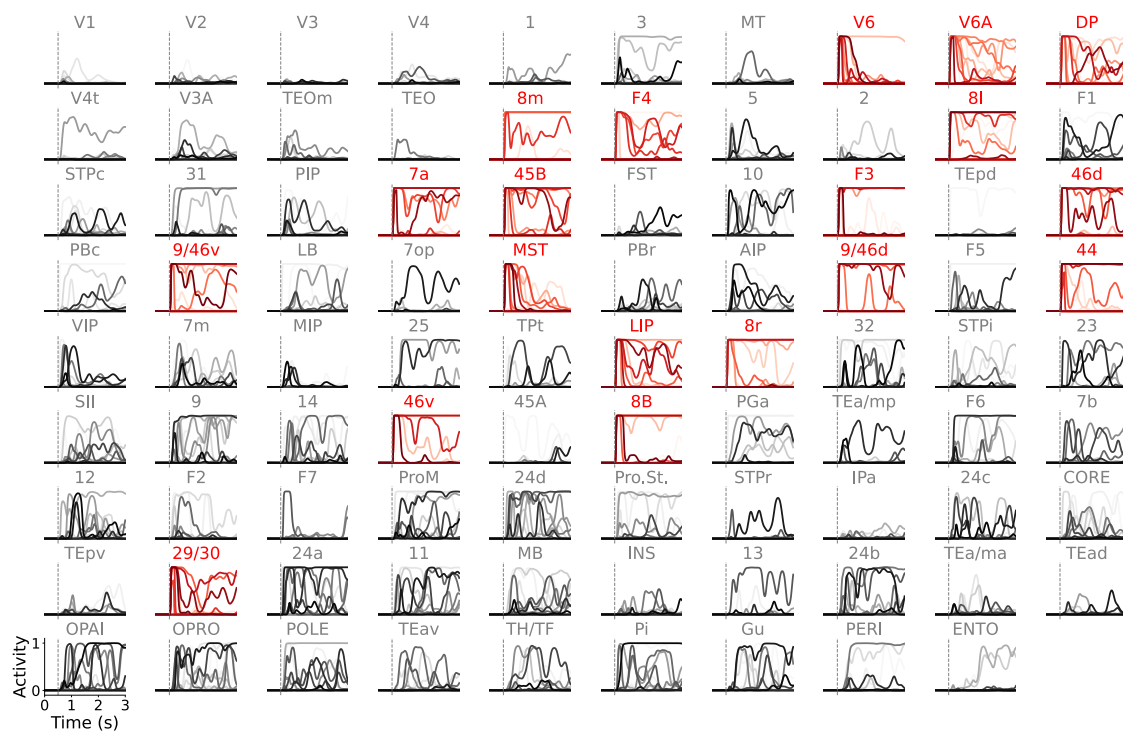 V1 V2 V3 V4 1 3 MT V6 V6A DP
V4t V3A TEOm TEO 8m F4 5 2 8l F1
STPc 31 PIP 7a 45B FST 10 F3 TEpd 46d
PBc 9/46v LB 7op MST PBr AIP 9/46d F5 44
VIP 7m MIP 25 TPt LIP 8r 32 STPi 23
SII 9 14 46v 45A 8B PGa TEa/mp F6 7b
12 F2 F7 ProM 24d Pro.St. STPr IPa 24c CORE
TEpv 29/30 24a 11 MB INS 13 24b TEa/ma TEad
OPAI OPRO POLE TEav TH/TF Pi Gu PERI ENTO
Activity
1
0
0 1 2 3
Time (s)